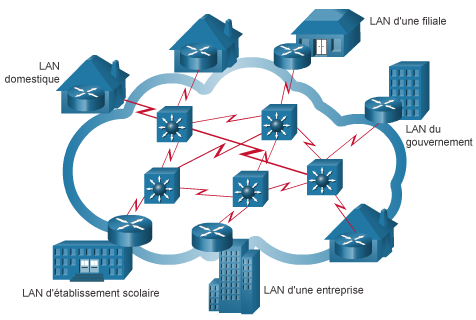 LAN d'une filiale
LAN
domestique
LAN du
gouvernement
LAN d'établissement scolaire
LAN d'une entreprise